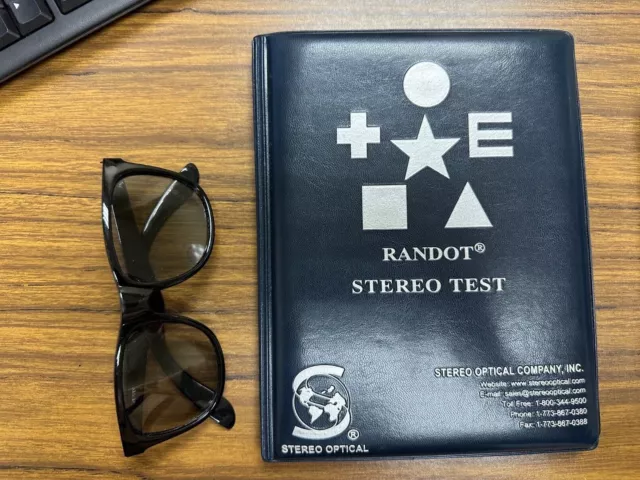 RANDOT®
STEREO TEST
STEREO OPTICAL COMPANY, INC.
Website: www.stereooptical.com
E-mail: sales@stereooptical.com
Toll Free: 1-800-344-9500
Phone: 1-773-867-0380
Fax: 1-773-867-0388
S®
STEREO OPTICAL